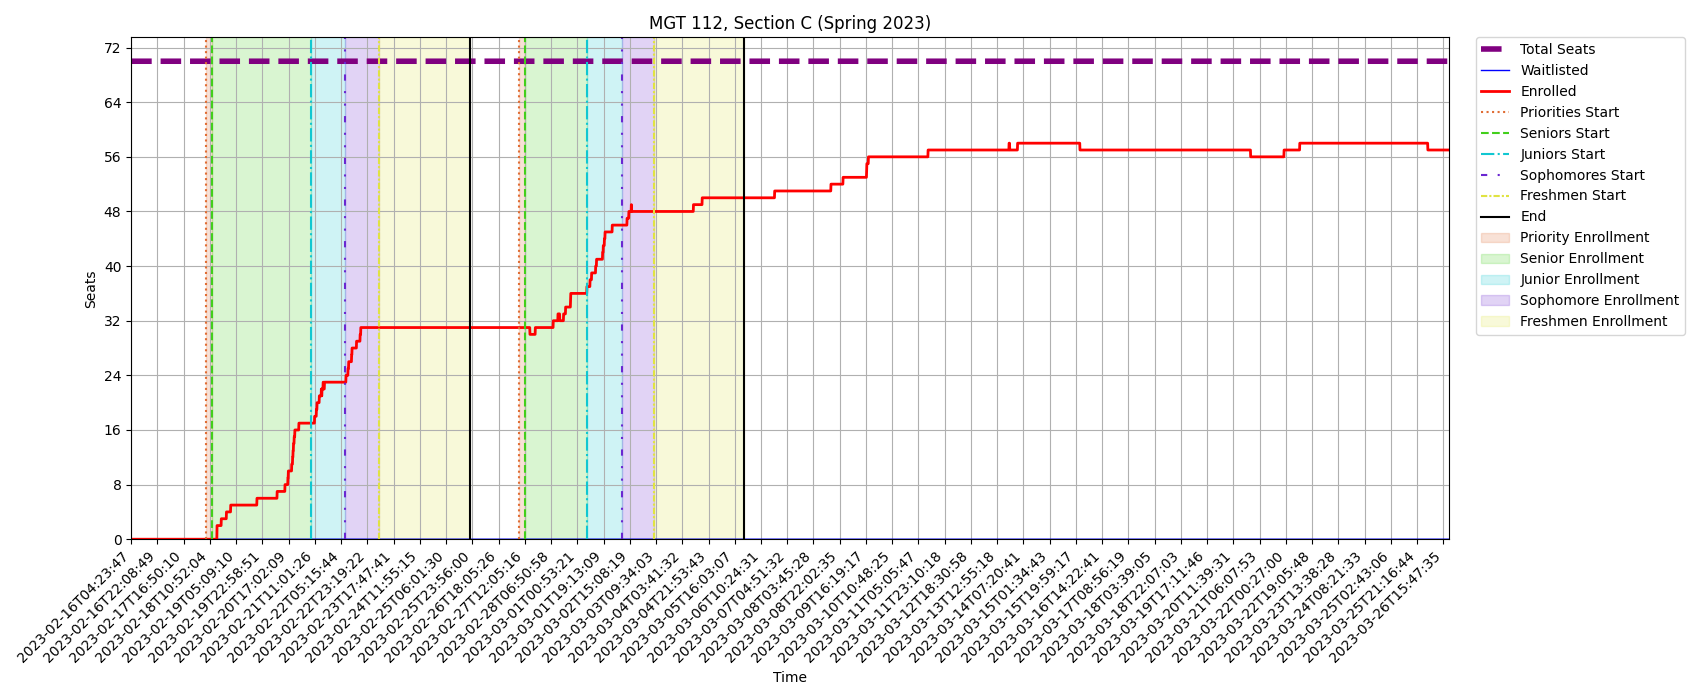 MGT 112, Section C (Spring 2023)
Seats
72
64
56
48
40
32
24
16
8
0
2023-02-16T04:23:47
2023-02-16T22:08:49
2023-02-17T16:50:10
2023-02-18T10:52:04
2023-02-19T05:09:16
2023-02-19T22:58:51
2023-02-20T17:02:09
2023-02-21T11:01:26
2023-02-22T05:15:44
2023-02-22T23:19:22
2023-02-23T17:47:41
2023-02-24T11:55:15
2023-02-25T06:01:30
2023-02-25T23:56:00
2023-02-26T18:05:26
2023-02-27T12:05:16
2023-02-28T06:50:58
2023-03-01T00:53:21
2023-03-01T19:13:09
2023-03-02T15:08:19
2023-03-03T09:34:03
2023-03-04T03:41:32
2023-03-04T21:53:43
2023-03-05T16:03:07
2023-03-06T10:24:31
2023-03-07T04:51:32
2023-03-08T03:45:28
2023-03-08T22:02:35
2023-03-09T16:19:17
2023-03-10T10:48:25
2023-03-11T05:05:47
2023-03-11T23:10:18
2023-03-12T18:30:58
2023-03-13T12:55:18
2023-03-14T07:20:41
2023-03-15T01:34:43
2023-03-15T19:59:17
2023-03-16T14:22:41
2023-03-17T08:56:19
2023-03-18T03:39:05
2023-03-18T22:07:03
2023-03-19T17:11:46
2023-03-20T11:39:31
2023-03-21T06:07:53
2023-03-22T00:27:00
2023-03-22T19:05:48
2023-03-23T13:38:28
2023-03-24T08:21:33
2023-03-25T02:43:06
2023-03-25T21:16:44
2023-03-26T15:47:35
Time
Total Seats
Waitlisted
Enrolled
Priorities Start
Seniors Start
Juniors Start
Sophomores Start
Freshmen Start
End
Priority Enrollment
Senior Enrollment
Junior Enrollment
Sophomore Enrollment
Freshmen Enrollment